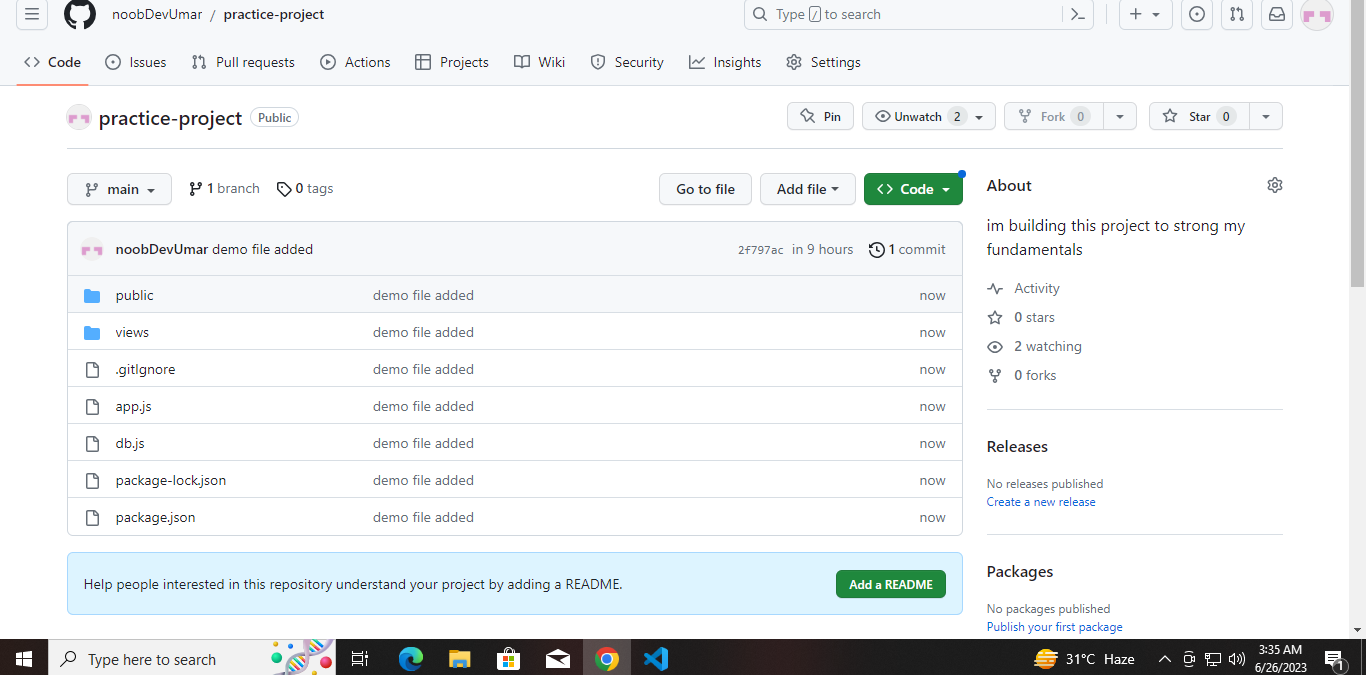 noobDevUmar / practice-project
Type / to search
Code Issues Pull requests Actions Projects Wiki Security Insights Settings
practice-project Public
Pin Unwatch 2 Fork 0 Star 0
main 1 branch 0 tags
Go to file Add file Code
noobDevUmar demo file added 2f797ac in 9 hours 1 commit
public demo file added now
views demo file added now
.gitIgnore demo file added now
app.js demo file added now
db.js demo file added now
package-lock.json demo file added now
package.json demo file added now
Help people interested in this repository understand your project by adding a README. Add a README
About
im building this project to strong my
fundamentals
Activity
0 stars
2 watching
0 forks
Releases
No releases published
Create a new release
Packages
No packages published
Publish your first package
Type here to search
31°C Haze
3:35 AM
6/26/2023
1